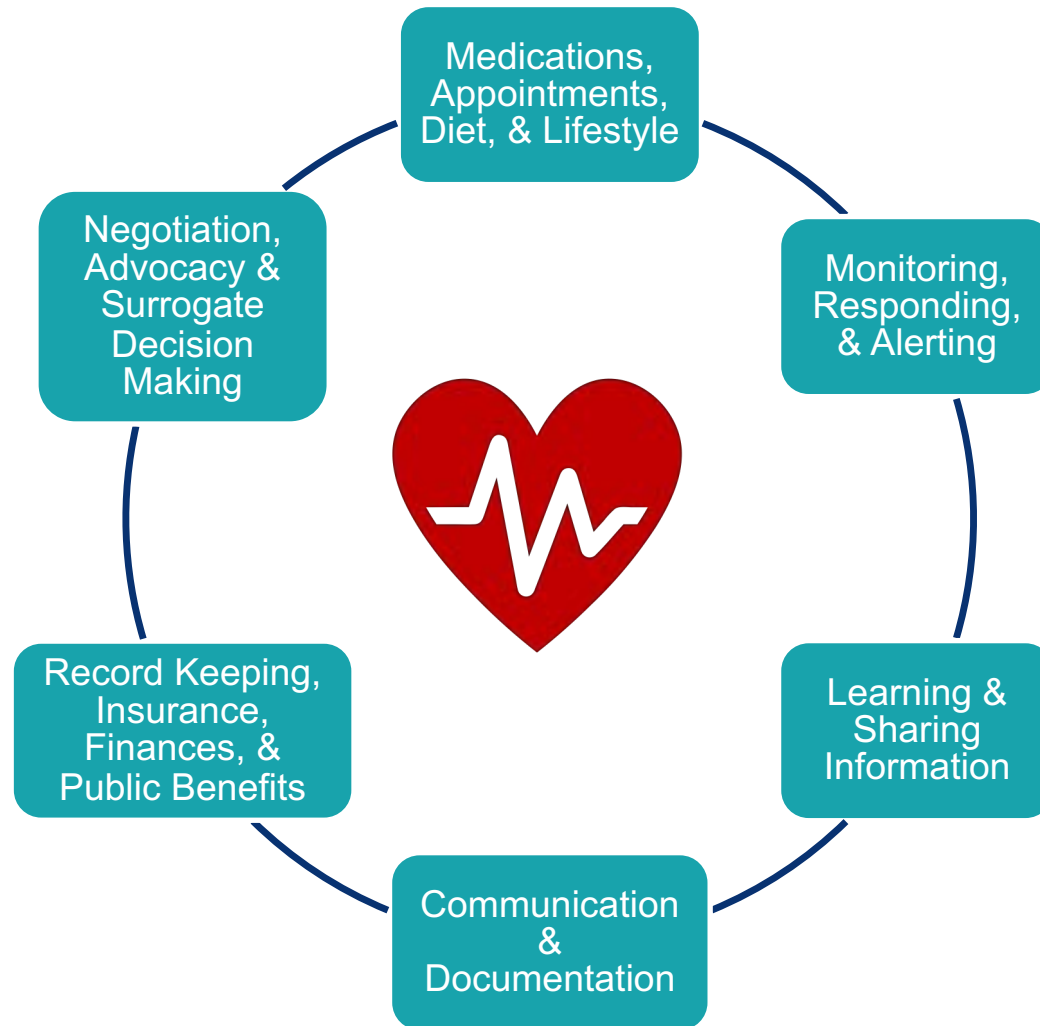 Medications,
Appointments,
Diet, & Lifestyle
Monitoring,
Responding,
& Alerting
Learning &
Sharing
Information
Communication
&
Documentation
Record Keeping,
Insurance,
Finances, &
Public Benefits
Negotiation,
Advocacy &
Surrogate
Decision
Making